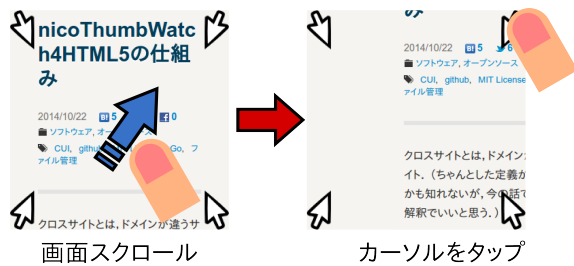 nicoThumbWatc
h4HTML5の仕組
み
2014/10/22 B! 5 f 0
ソフトウェア, オー
CUI, githu Go, フ
ァイル管理
クロスサイトとは, ドメインが違うサ
画面スクロール
み
2014/10/22 B! 5 6
ソフトウェア, オープンソース
CUI, github, MIT License
ァイル管理
クロスサイトとは, ドメイン
イト. (ちゃんとした定義が
かも知れないが, 今の話で
解釈でいいと思う. )
カーソルをタップ